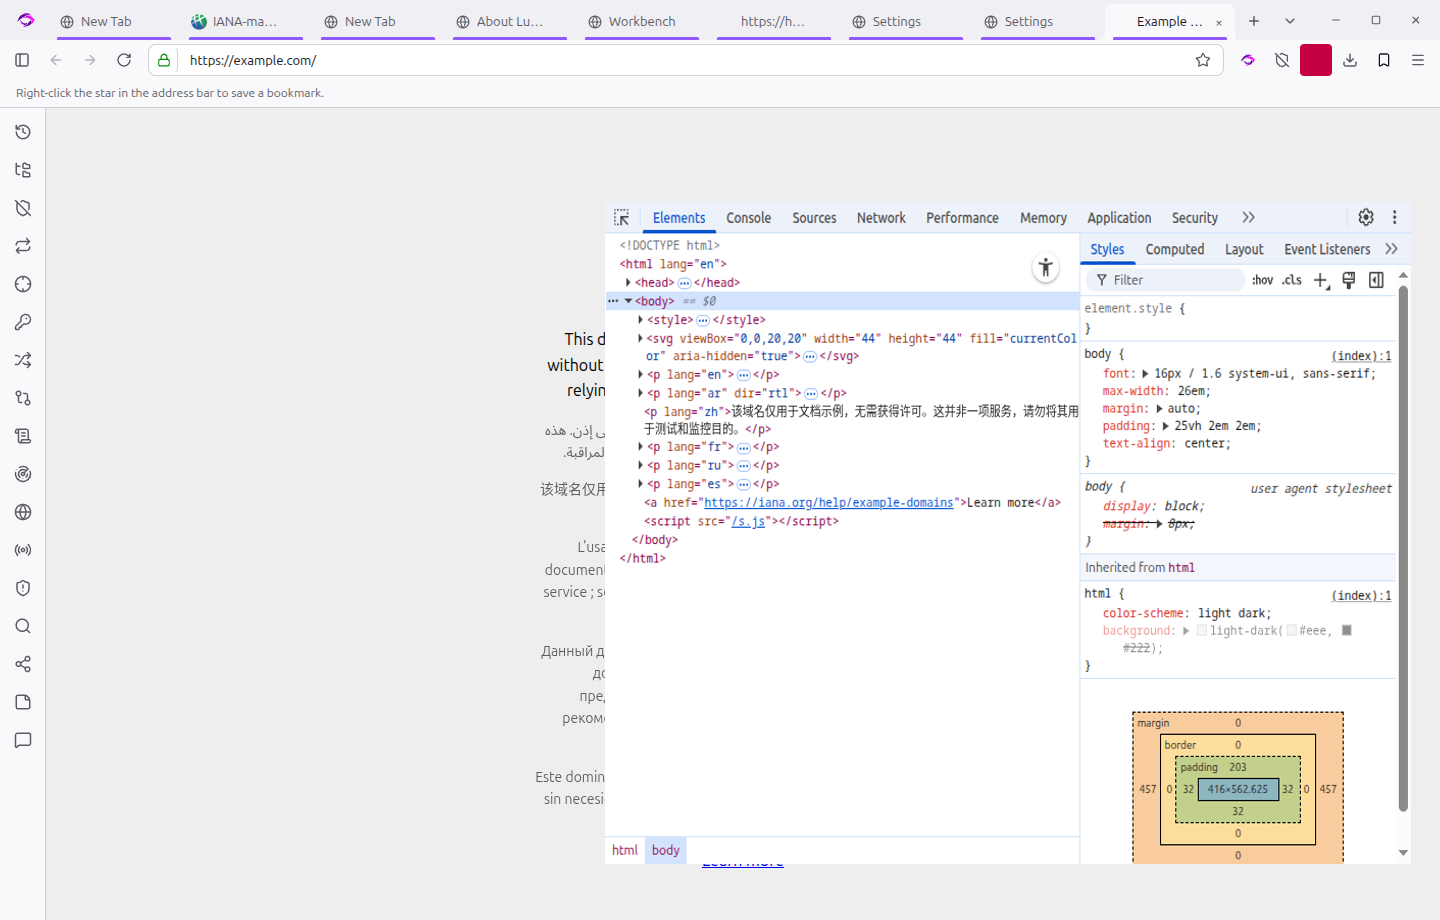 New Tab
IANA-ma...
New Tab
About Lu...
Workbench
https://h...
Settings
Settings
Example ...
https://example.com/
Right-click the star in the address bar to save a bookmark.
This d
without
relyin
ى إذن. هذه
لمراقبة.
该域名仅用
L'usa
document
service ; se
Данный д
до
пред
рекоме
Este domin
sin necesi
Learn more
Elements Console Sources Network Performance Memory Application Security
<!DOCTYPE html>
<html lang="en">
<head> ... </head>
... <body> == $0
<style> ... </style>
<svg viewBox="0,0,20,20" width="44" height="44" fill="currentCol
or" aria-hidden="true"> ... </svg>
<p lang="en"> ... </p>
<p lang="ar" dir="rtl"> ... </p>
<p lang="zh">该域名仅用于文档示例，无需获得许可。这并非一项服务，请勿将其用
于测试和监控目的。</p>
<p lang="fr"> ... </p>
<p lang="ru"> ... </p>
<p lang="es"> ... </p>
<a href="https://iana.org/help/example-domains">Learn more</a>
<script src="/s.js"></script>
</body>
</html>
html body
Styles Computed Layout Event Listeners
Filter :hov .cls
element.style {
}
body { (index):1
font: 16px / 1.6 system-ui, sans-serif;
max-width: 26em;
margin: auto;
padding: 25vh 2em 2em;
text-align: center;
}
body { user agent stylesheet
display: block;
margin: 8px;
}
Inherited from html
html { (index):1
color-scheme: light dark;
background: light-dark( #eee,
#222);
}
margin 0
border 0
padding 203
457 0 32 416×562.625 32 0 457
32
0
0